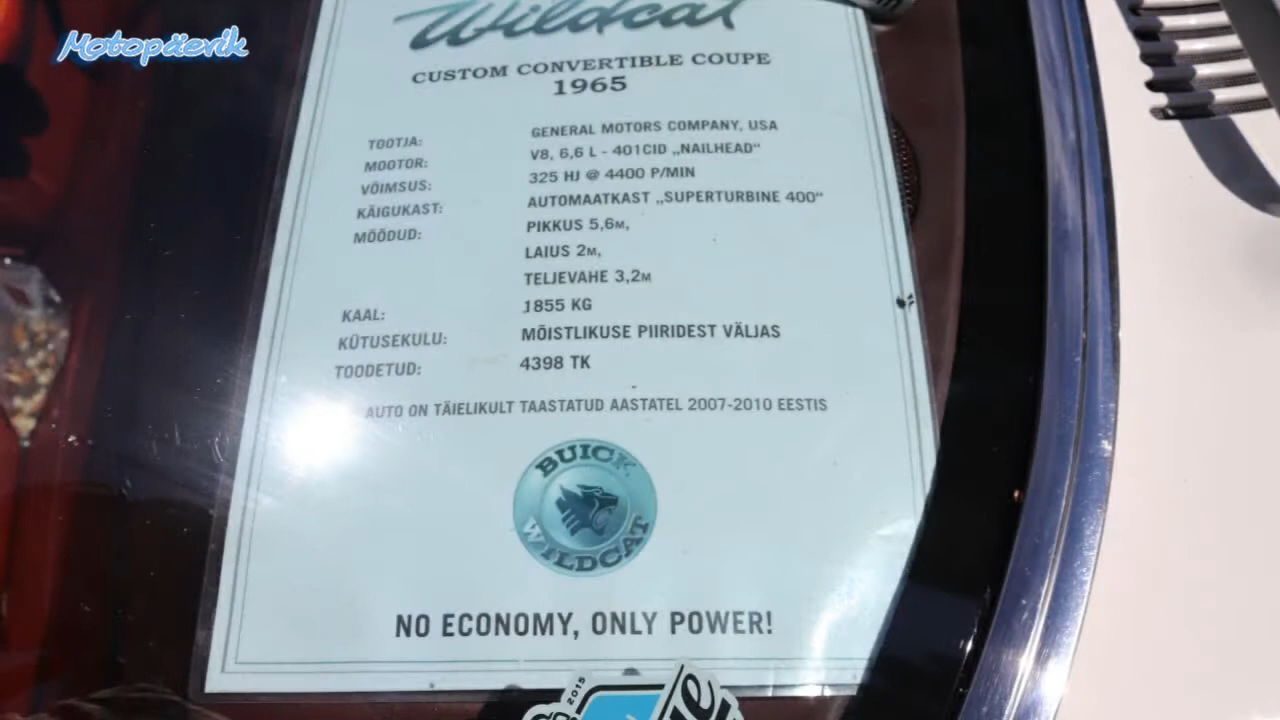 Motopäevik
Wildcat
CUSTOM CONVERTIBLE COUPE
1965
TOOTJA: GENERAL MOTORS COMPANY, USA
MOOTOR: V8, 6,6 L - 401CID „NAILHEAD“
VÕIMSUS: 325 HJ @ 4400 P/MIN
KÄIGUKAST: AUTOMAATKAST „SUPERTURBINE 400“
MÕÕDUD: PIKKUS 5,6M,
LAIUS 2M,
TELJEVAHE 3,2M
KAAL: 1855 KG
KÜTUSEKULU: MÕISTLIKUSE PIIRIDEST VÄLJAS
TOODETUD: 4398 TK
AUTO ON TÄIELIKULT TAASTATUD AASTATEL 2007-2010 EESTIS
BUICK
WILDCAT
NO ECONOMY, ONLY POWER!
2015